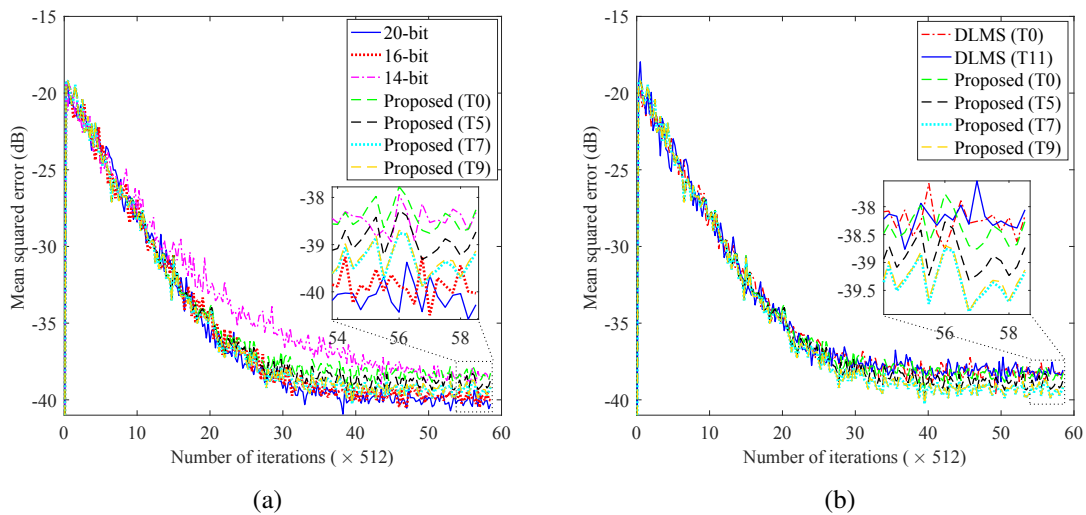 -15
-20
-25
-30
-35
-40
Mean squared error (dB)
0
10
20
30
40
50
60
Number of iterations ( × 512)
20-bit
16-bit
14-bit
Proposed (T0)
Proposed (T5)
Proposed (T7)
Proposed (T9)
-38
-39
-40
54
56
58
(a)
-15
-20
-25
-30
-35
-40
Mean squared error (dB)
0
10
20
30
40
50
60
Number of iterations ( × 512)
DLMS (T0)
DLMS (T11)
Proposed (T0)
Proposed (T5)
Proposed (T7)
Proposed (T9)
-38
-38.5
-39
-39.5
56
58
(b)